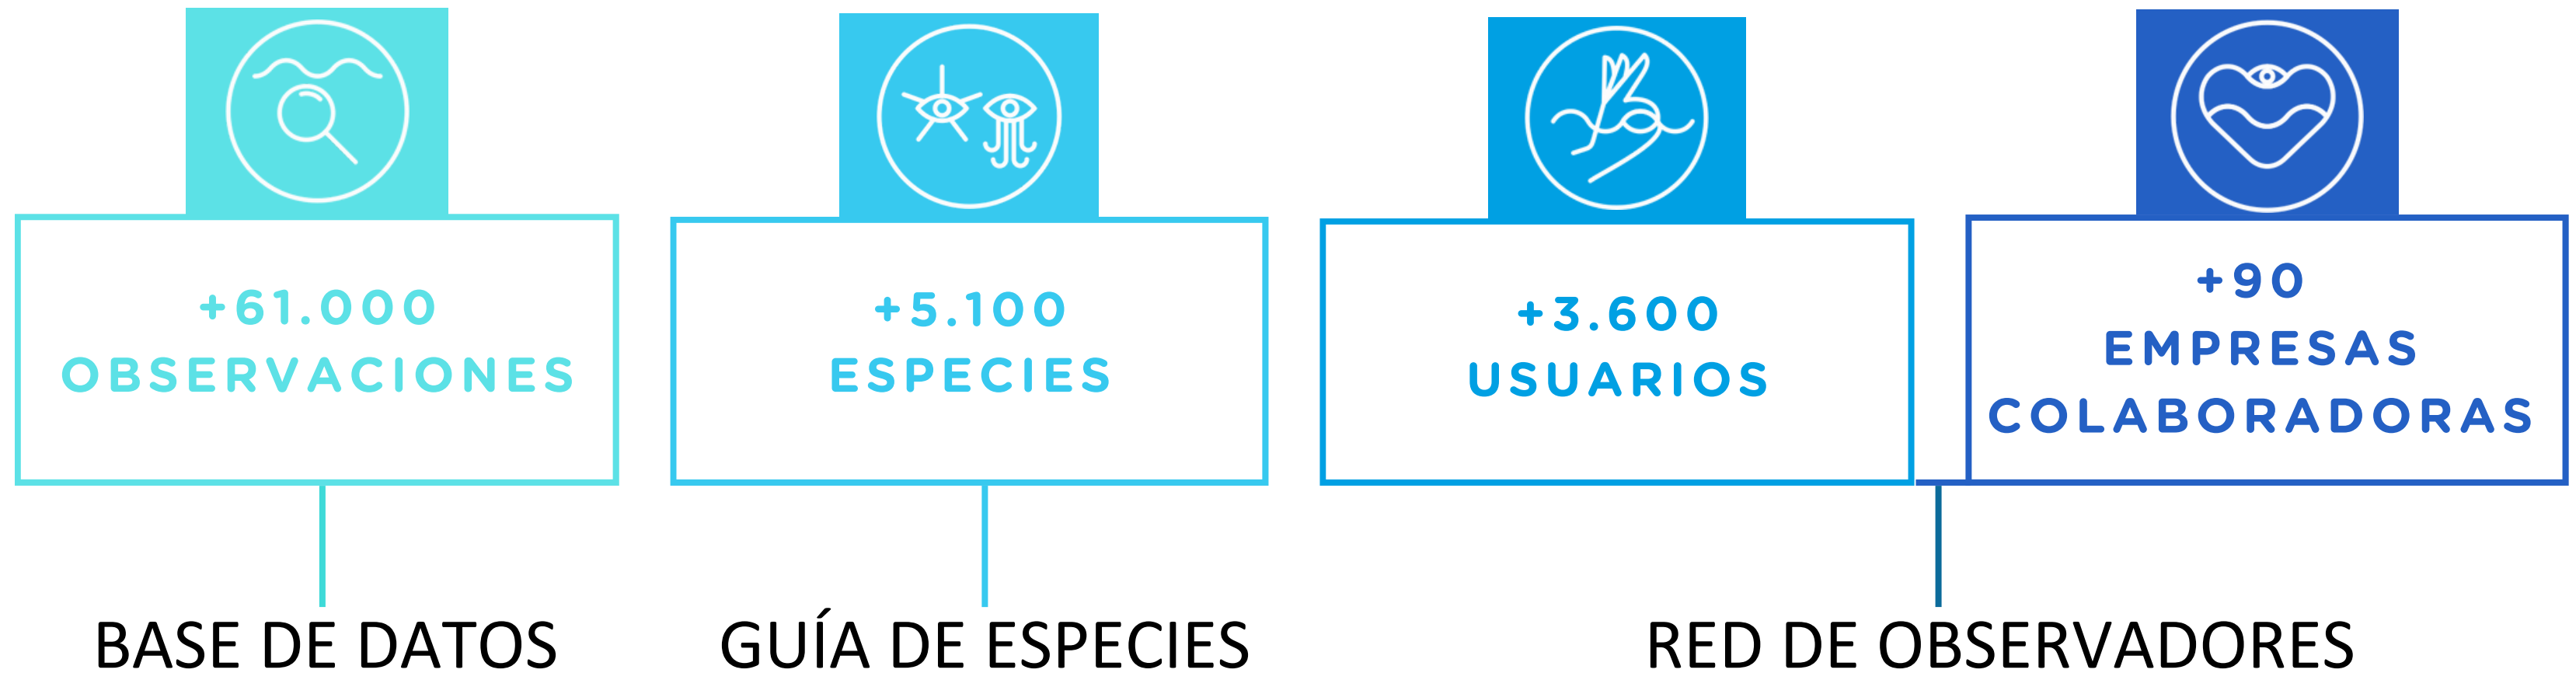 +61.000
OBSERVACIONES
+5.100
ESPECIES
+3.600
USUARIOS
+90
EMPRESAS
COLABORADORAS
BASE DE DATOS
GUÍA DE ESPECIES
RED DE OBSERVADORES